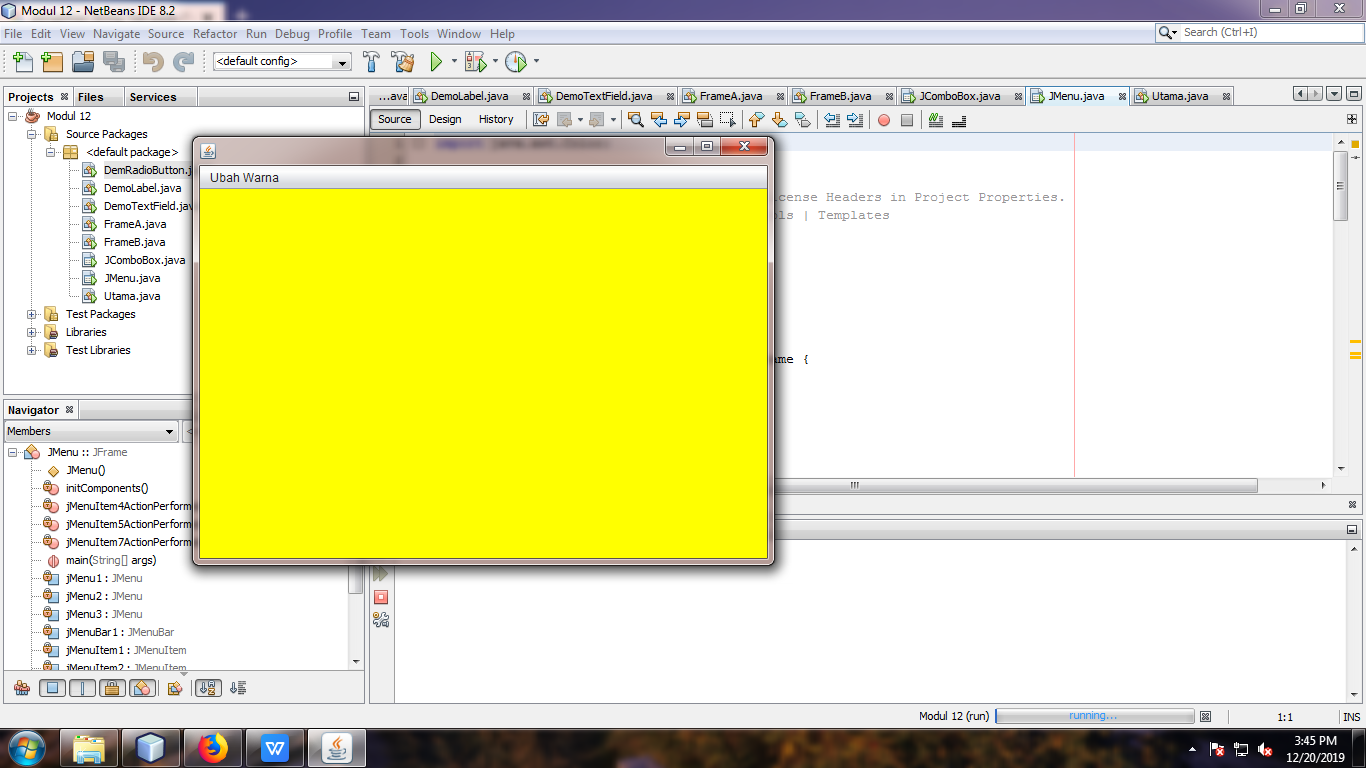 Modul 12 - NetBeans IDE 8.2
File Edit View Navigate Source Refactor Run Debug Profile Team Tools Window Help
Search (Ctrl+I)
<default config>
Projects Files Services
...ava DemoLabel.java DemoTextField.java FrameA.java FrameB.java JComboBox.java JMenu.java Utama.java
Source Design History
Modul 12
Source Packages
<default package>
DemRadioButton.j
DemoLabel.java
DemoTextField.jav
FrameA.java
FrameB.java
JComboBox.java
JMenu.java
Utama.java
Test Packages
Libraries
Test Libraries
Ubah Warna
cense Headers in Project Properties.
ols | Templates
ame {
Navigator
Members
JMenu :: JFrame
JMenu()
initComponents()
jMenuItem4ActionPerform
jMenuItem5ActionPerform
jMenuItem7ActionPerform
main(String[] args)
jMenu1 : JMenu
jMenu2 : JMenu
jMenu3 : JMenu
jMenuBar1 : JMenuBar
jMenuItem1 : JMenuItem
jMenuItem2 : JMenuItem
Modul 12 (run) running...
1:1 INS
3:45 PM
12/20/2019